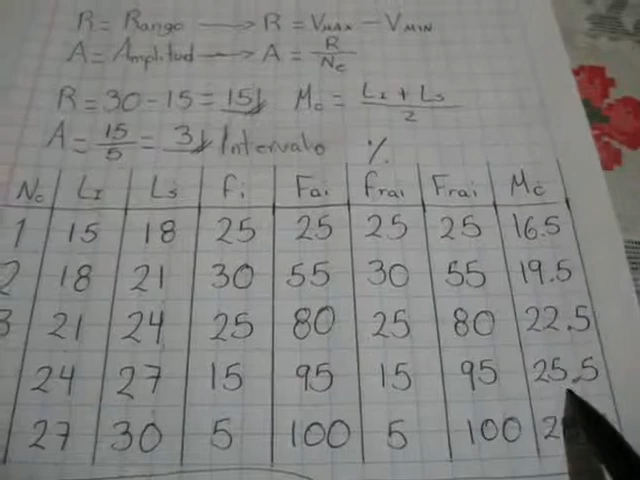 R = Rango → R = VMAX - VMIN
A = Amplitud → A = R/Nc
R = 30 - 15 = 15 Mc = LI + Ls / 2
A = 15/5 = 3 Intervalo %
Nc LI Ls fi Fai frai Frai Mc
1 15 18 25 25 25 25 16.5
2 18 21 30 55 30 55 19.5
3 21 24 25 80 25 80 22.5
24 27 15 95 15 95 25.5
27 30 5 100 5 100